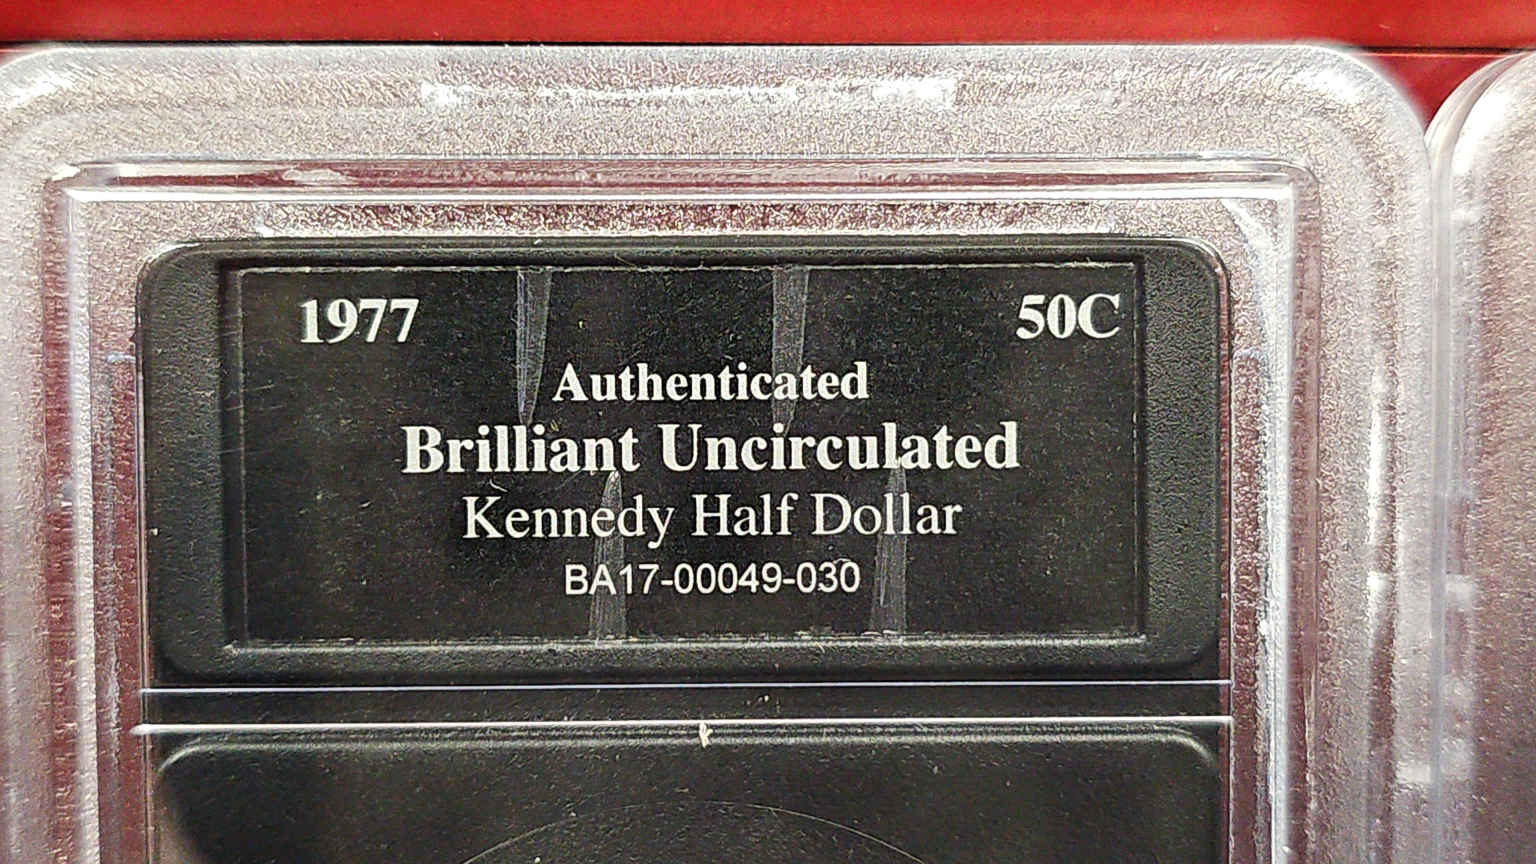 1977 50C
Authenticated
Brilliant Uncirculated
Kennedy Half Dollar
BA17-00049-030